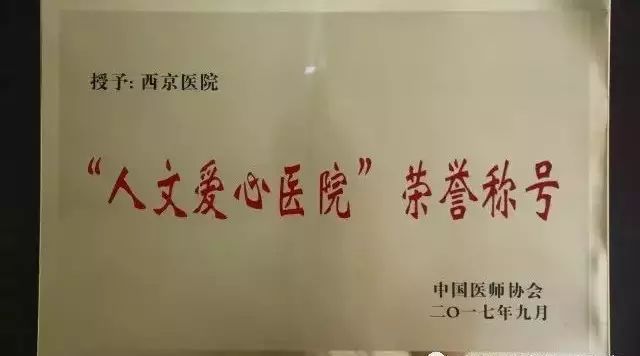 授予: 西京医院
“人文爱心医院”荣誉称号
中国医师协会
二〇一七年九月